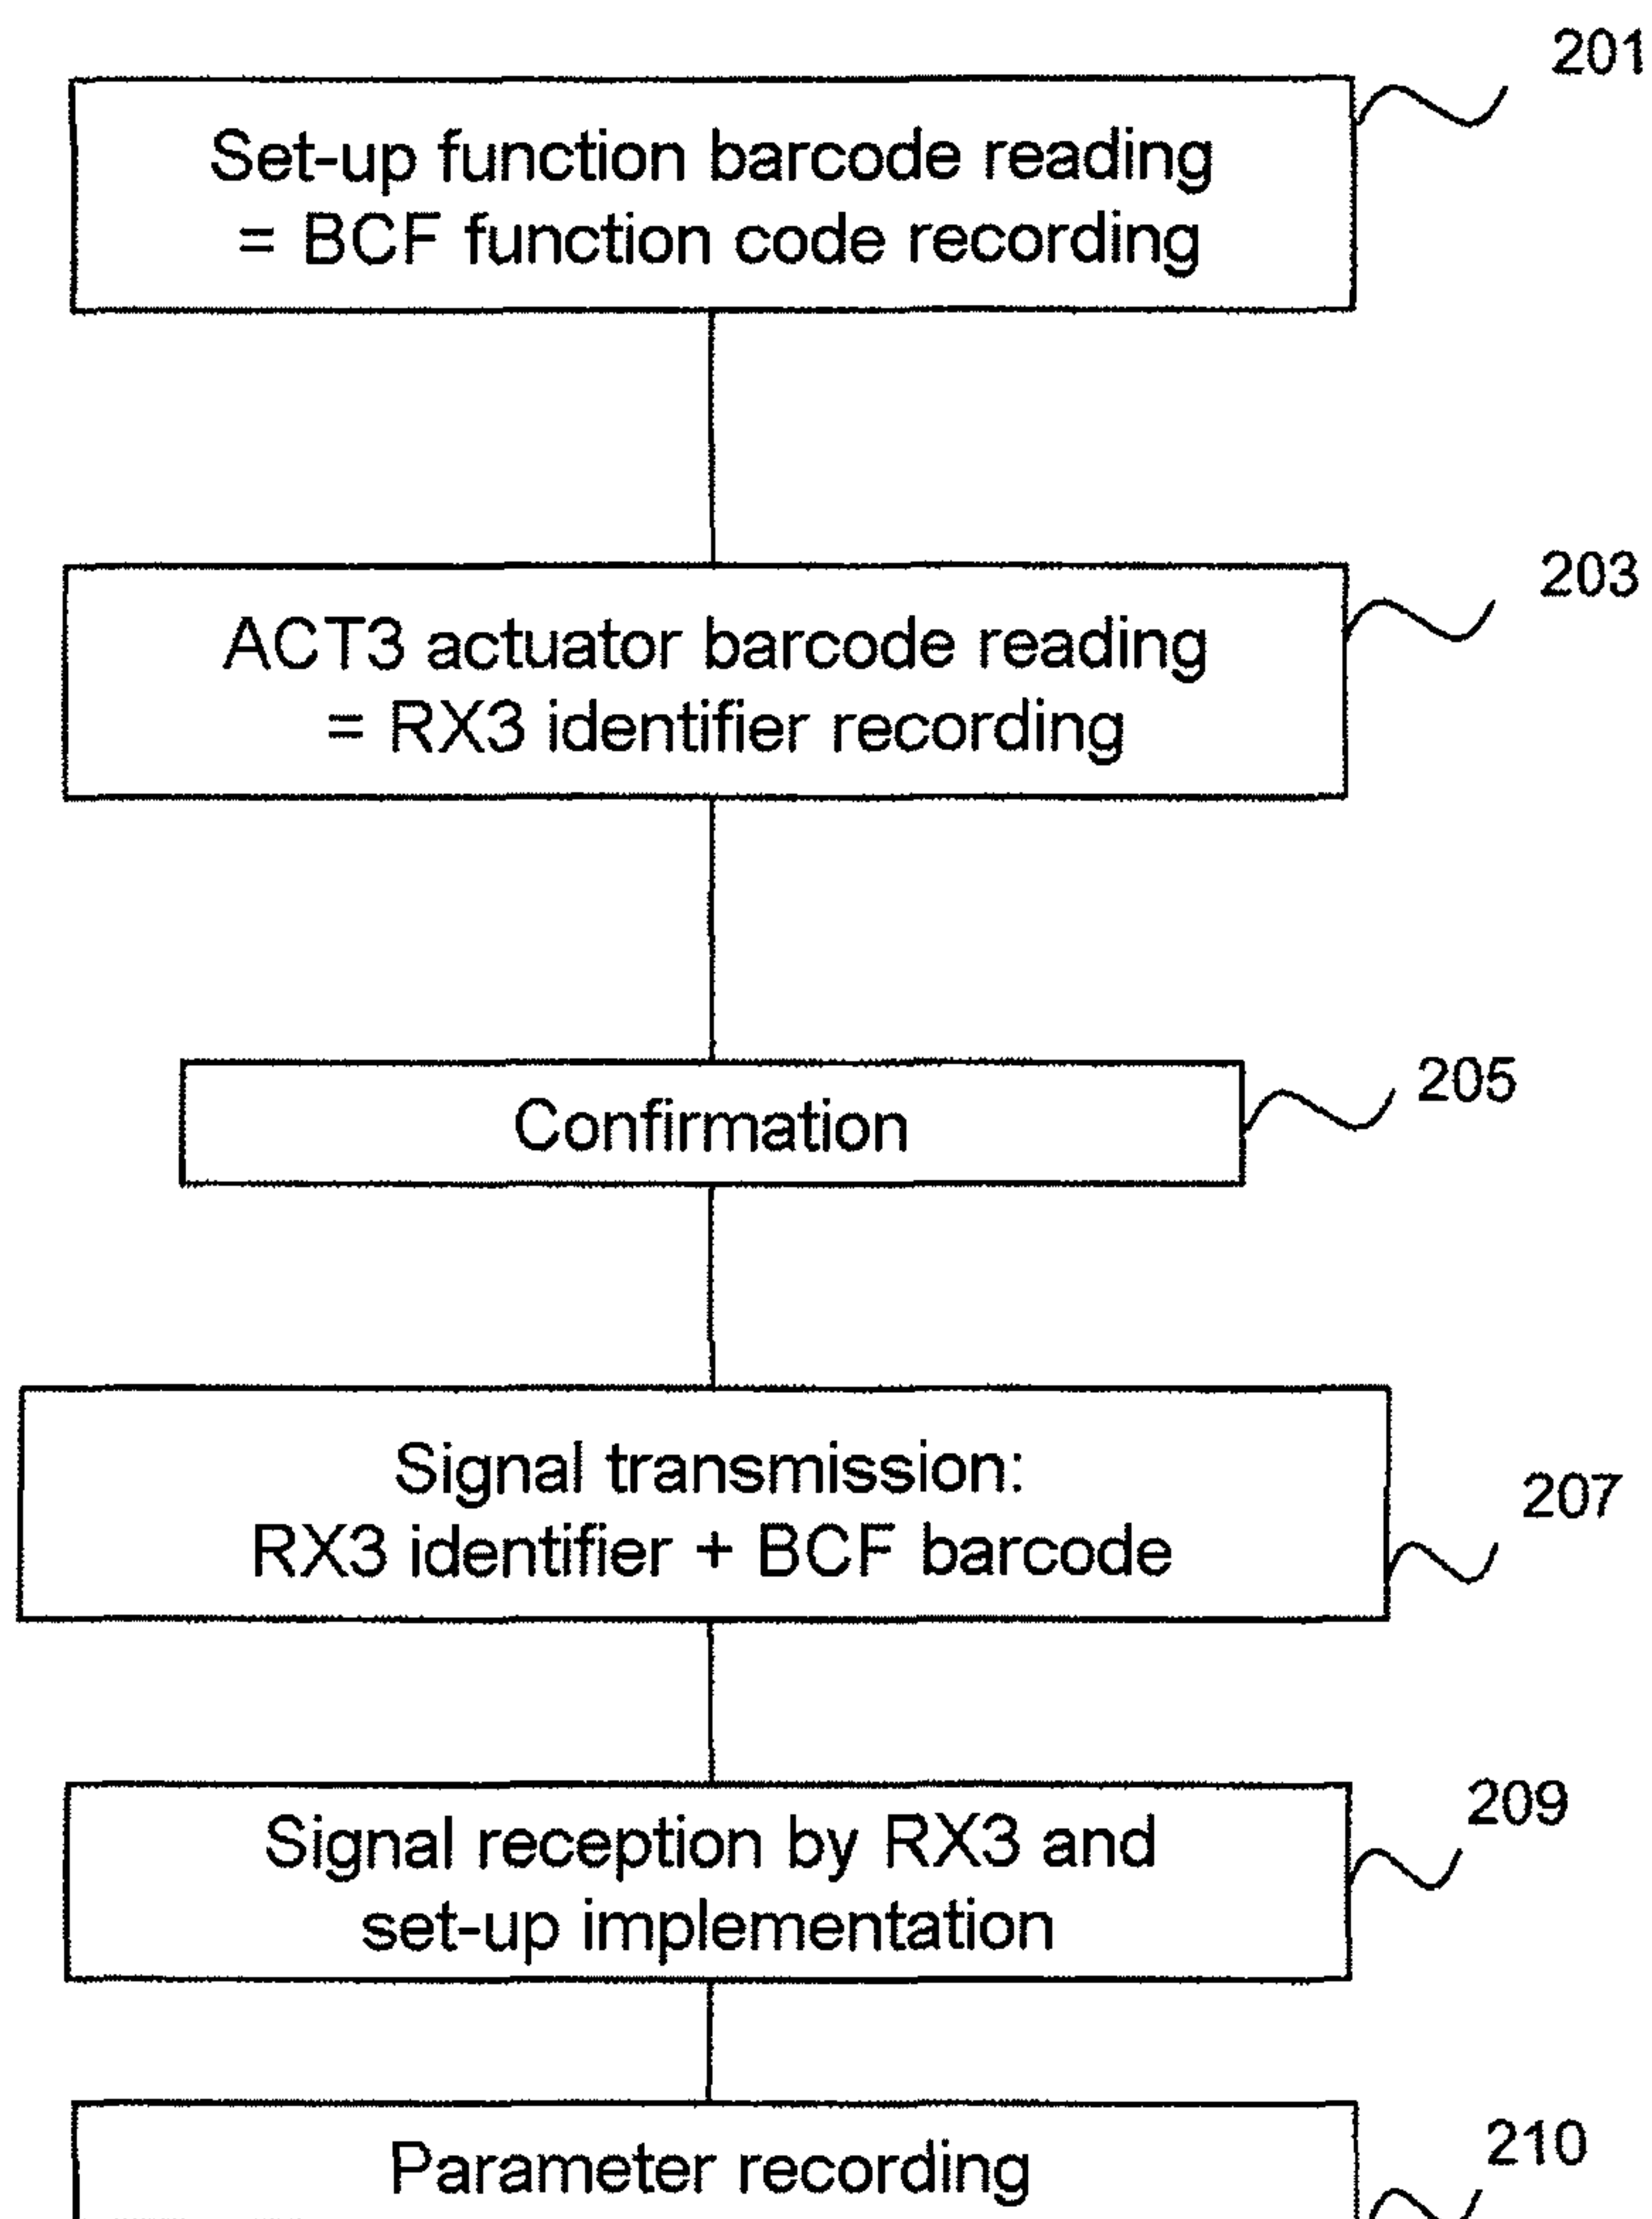 201
Set-up function barcode reading
= BCF function code recording
203
ACT3 actuator barcode reading
= RX3 identifier recording
205
Confirmation
Signal transmission:
207
RX3 identifier + BCF barcode
209
Signal reception by RX3 and
set-up implementation
210
Parameter recording